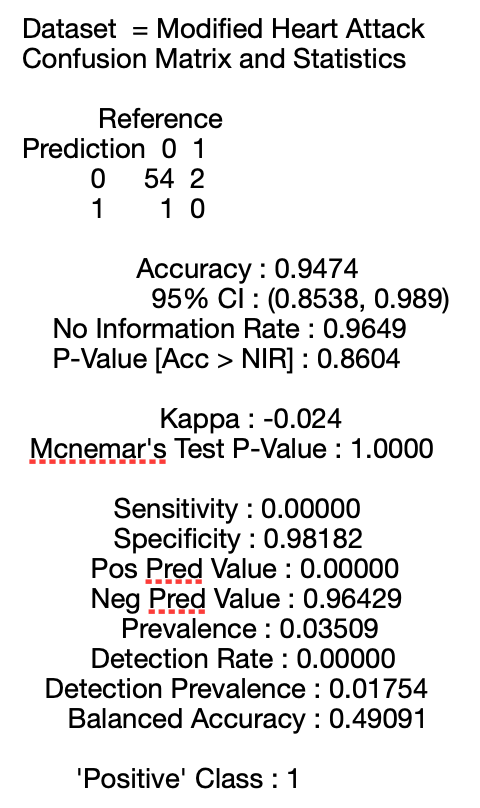 Dataset  = Modified Heart Attack
Confusion Matrix and Statistics
Reference
Prediction  0  1
0  54  2
1  1  0
Accuracy : 0.9474
95% CI : (0.8538, 0.989)
No Information Rate : 0.9649
P-Value [Acc > NIR] : 0.8604
Kappa : -0.024
Mcnemar's Test P-Value : 1.0000
Sensitivity : 0.00000
Specificity : 0.98182
Pos Pred Value : 0.00000
Neg Pred Value : 0.96429
Prevalence : 0.03509
Detection Rate : 0.00000
Detection Prevalence : 0.01754
Balanced Accuracy : 0.49091
'Positive' Class : 1